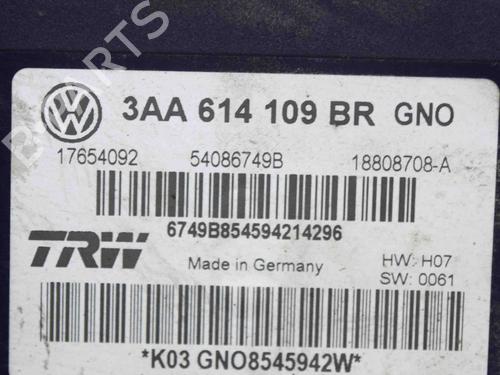 3AA 614 109 BR GNO
17654092 54086749B 18808708-A
6749B854594214296
TRW Made in Germany HW: H07
SW: 0061
*K03 GNO8545942W*
B PARTS